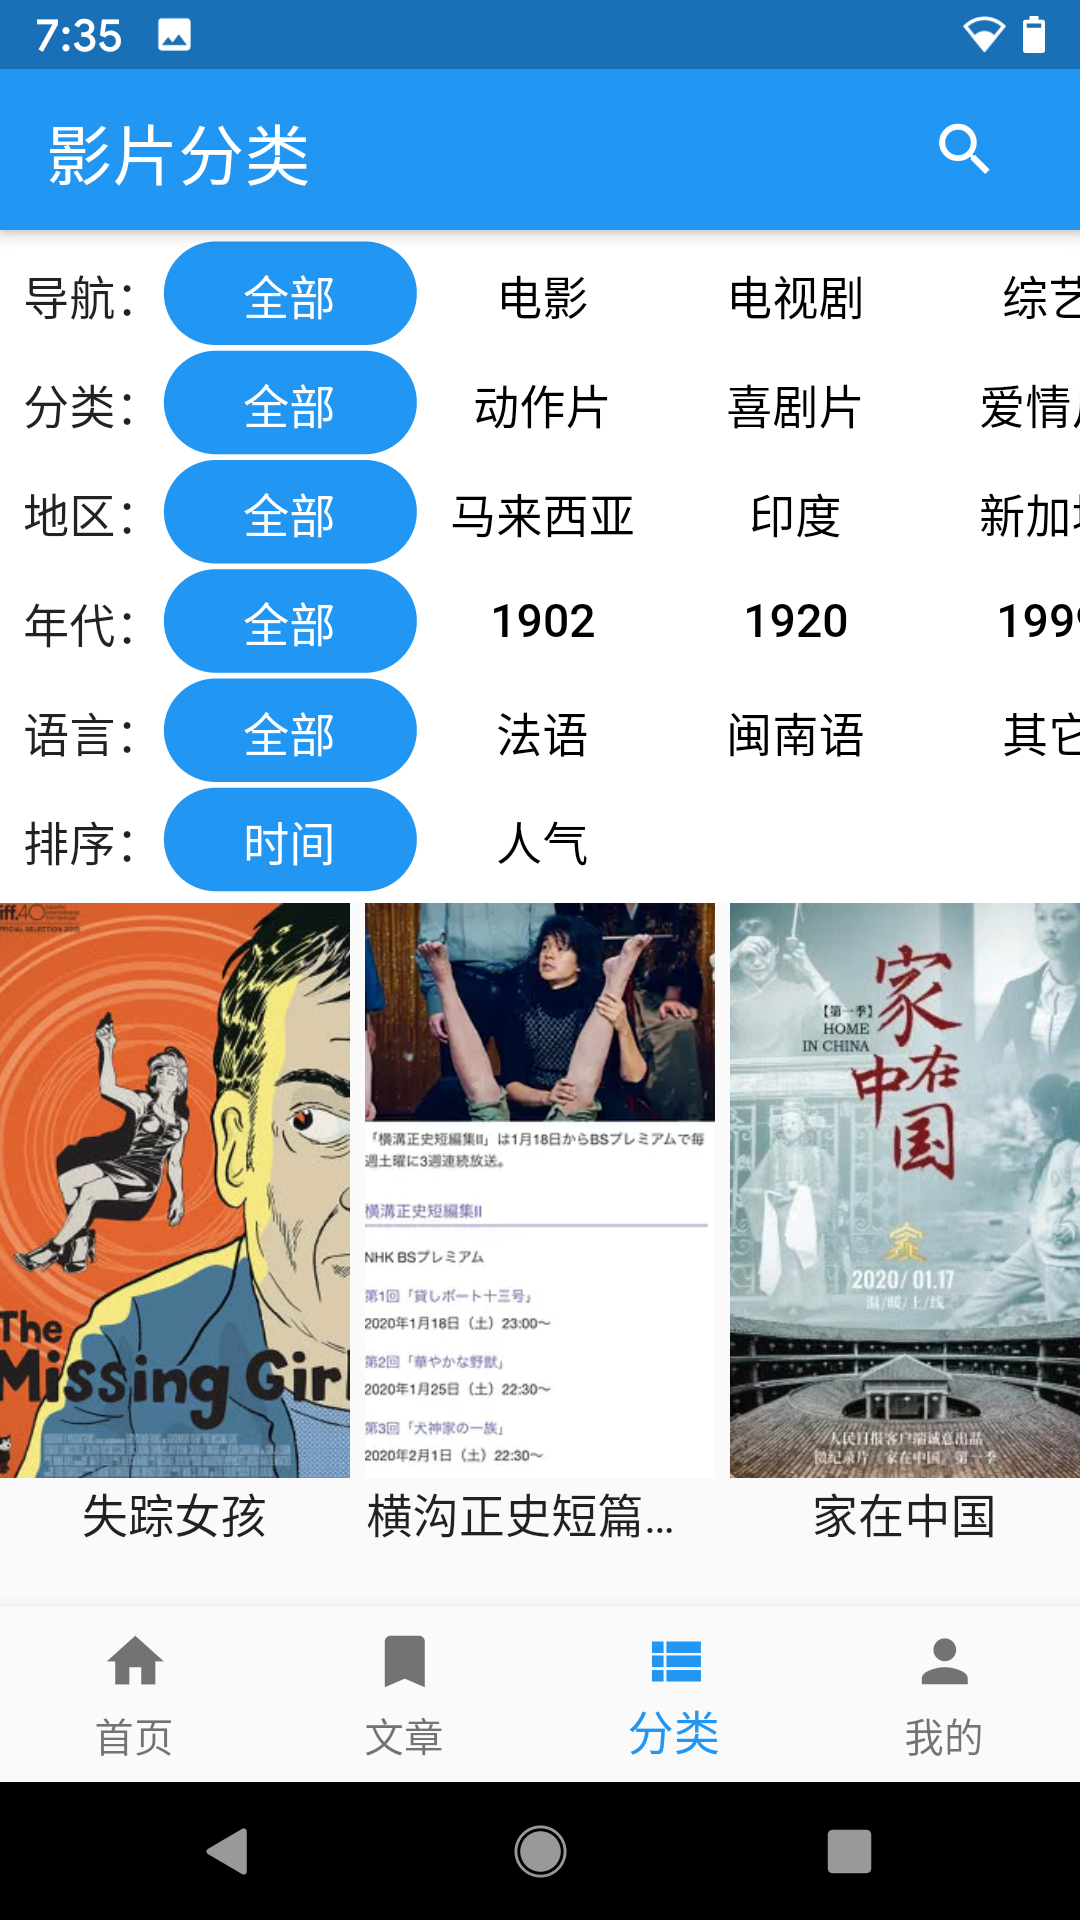 7:35
影片分类
导航： 全部 电影 电视剧 综艺
分类： 全部 动作片 喜剧片 爱情
地区： 全部 马来西亚 印度 新加
年代： 全部 1902 1920 199
语言： 全部 法语 闽南语 其它
排序： 时间 人气
iff.40
FFICIAL SELECTION 2015
The
Missing Girl
「横溝正史短編集II」は1月18日からBSプレミアムで毎
週土曜に3週連続放送。
横溝正史短編集II
NHK BSプレミアム
第1回「貸しボート十三号」
2020年1月18日（土）23:00～
第2回「華やかな野獣」
2020年1月25日（土）22:30～
第3回「犬神家の一族」
2020年2月1日（土）22:30～
家在中国
【第一季】
HOME
IN CHINA
2020/ 01.17
温/暖/上/线
人民日报客户端诚意出品
微纪录片《家在中国》第一季
失踪女孩
横沟正史短篇...
家在中国
首页 文章 分类 我的